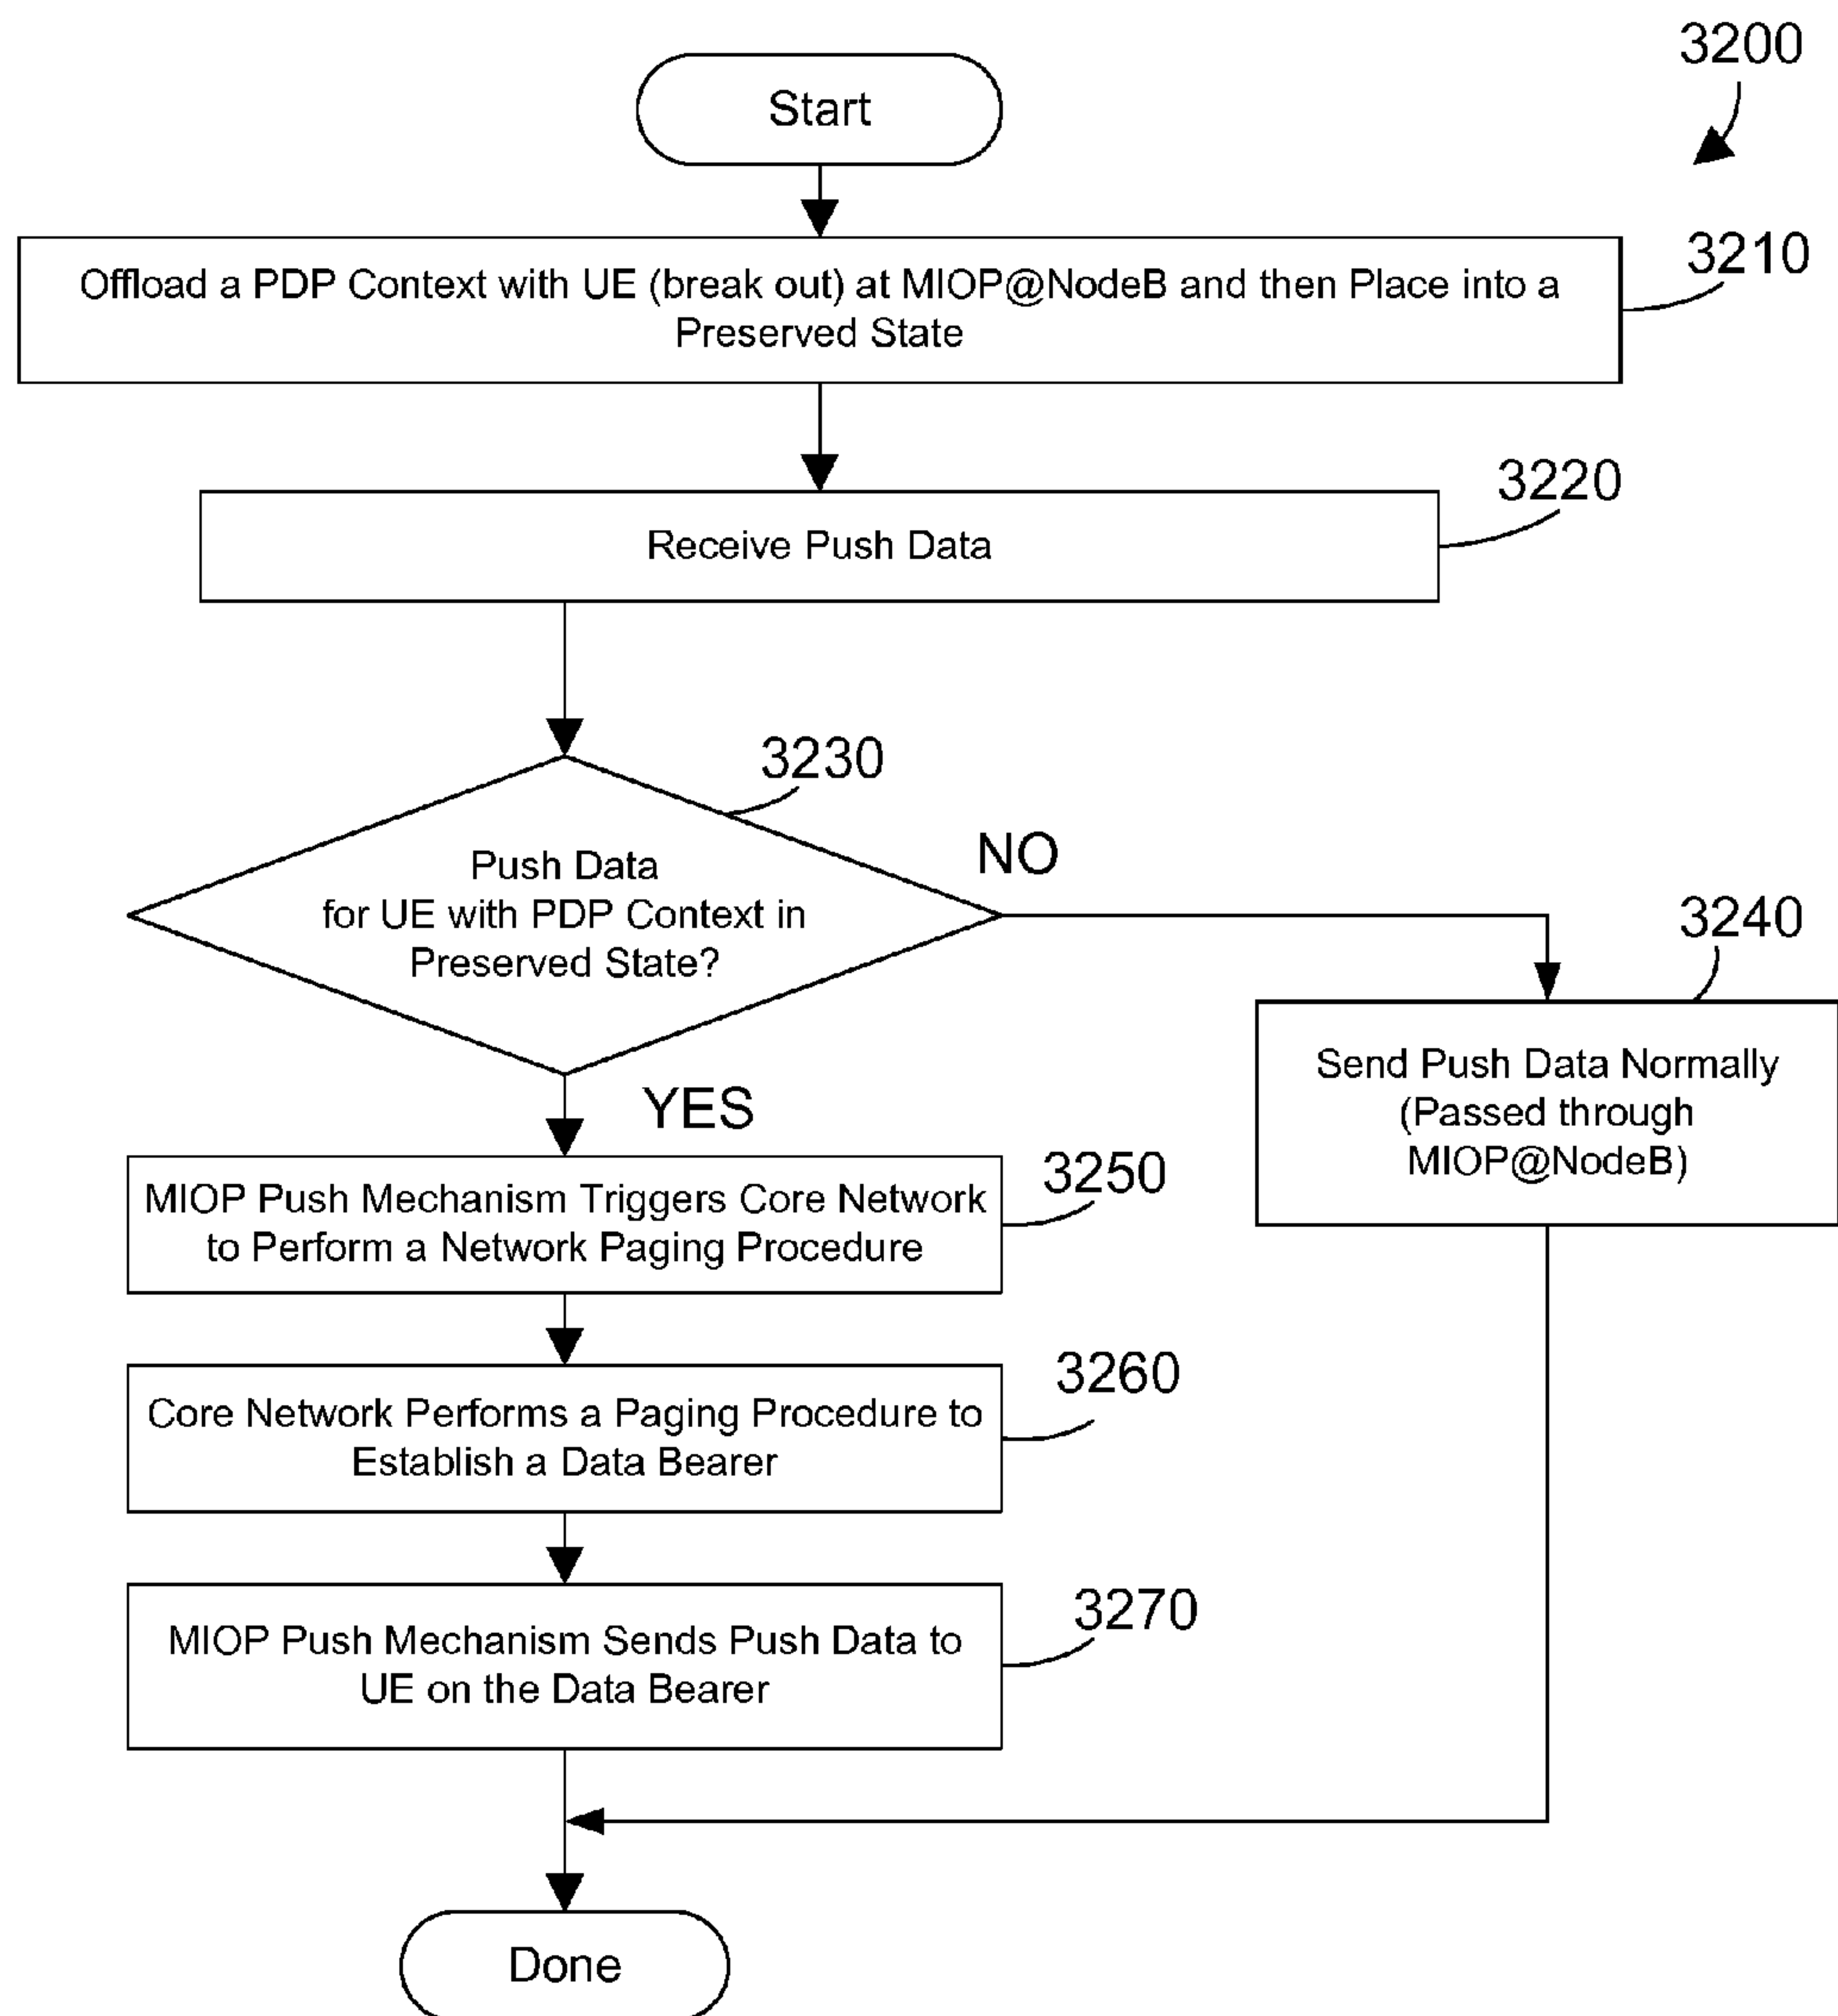 3200
Start
3210
Offload a PDP Context with UE (break out) at MIOP@NodeB and then Place into a
Preserved State
3220
Receive Push Data
3230
Push Data
for UE with PDP Context in
Preserved State?
NO
3240
Send Push Data Normally
(Passed through
MIOP@NodeB)
YES
3250
MIOP Push Mechanism Triggers Core Network
to Perform a Network Paging Procedure
3260
Core Network Performs a Paging Procedure to
Establish a Data Bearer
3270
MIOP Push Mechanism Sends Push Data to
UE on the Data Bearer
Done